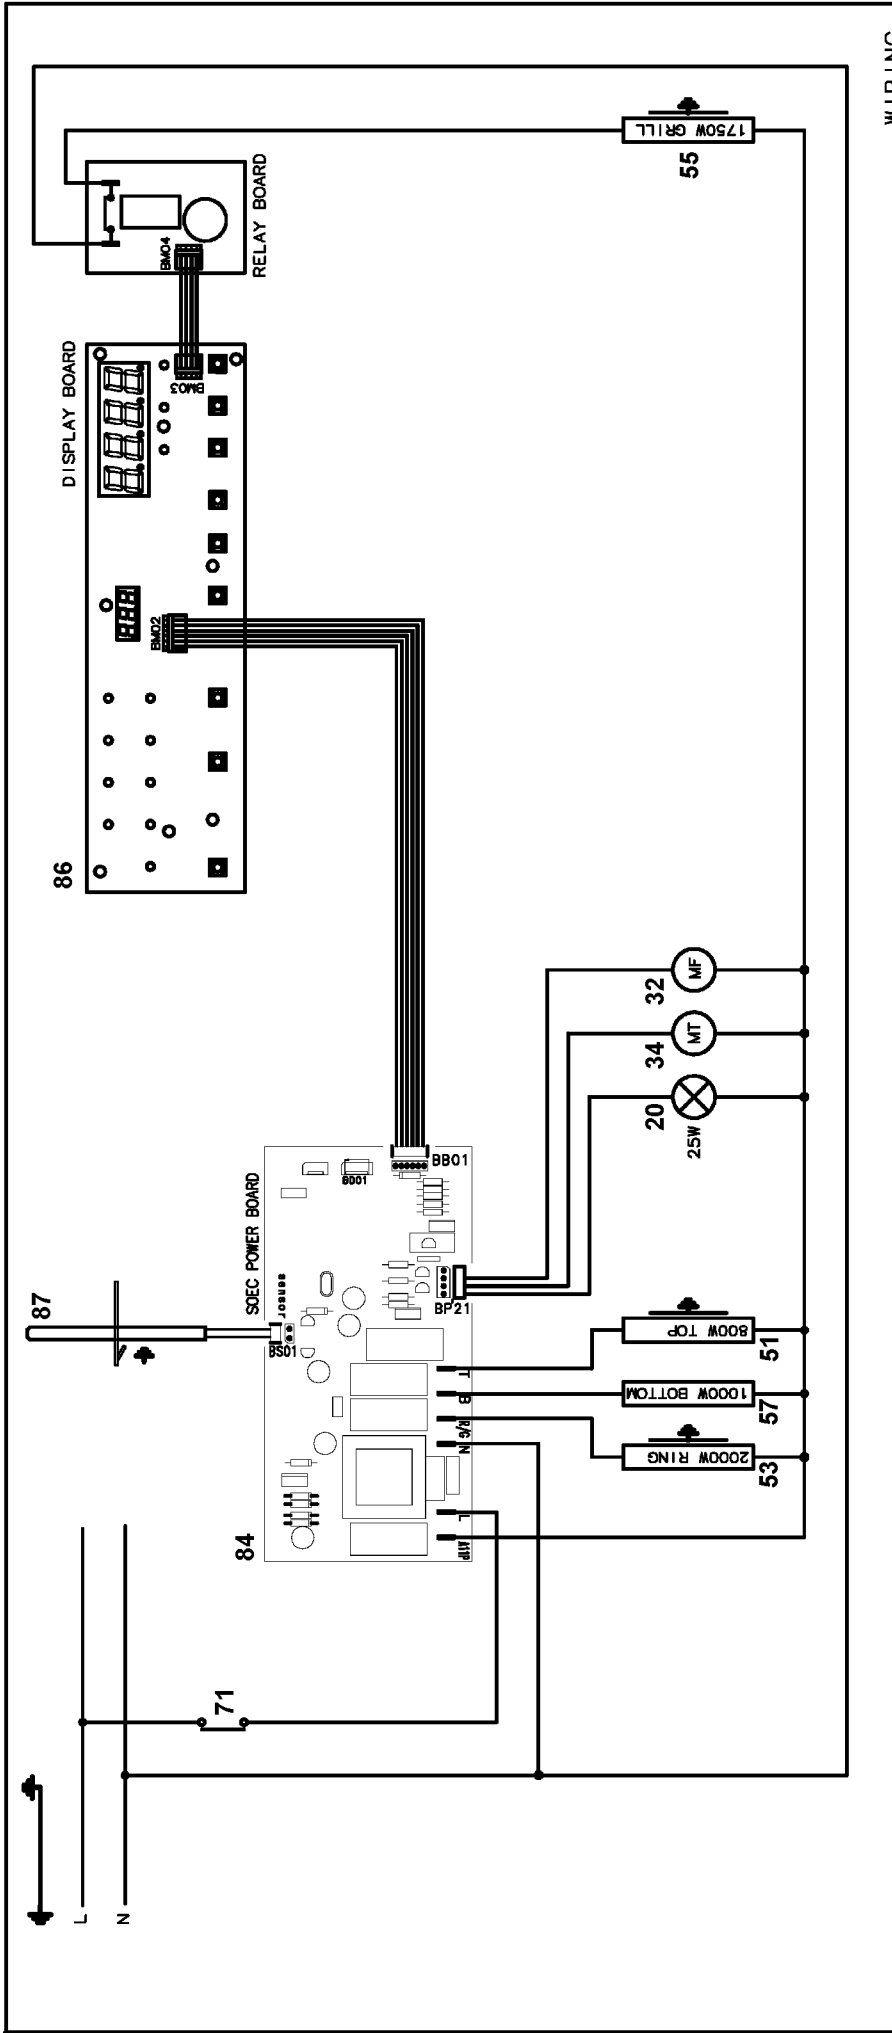 WIRING
87
84
SOEC POWER BOARD
sensor
BS01
BD01
BB01
BP21
T
B
R/G
N
L
71
L
N
86
DISPLAY BOARD
BM02
BM03
BM04
RELAY BOARD
1750W GRILL
55
32
MF
34
MT
20
25W
800W TOP
51
1000W BOTTOM
57
2000W RING
53